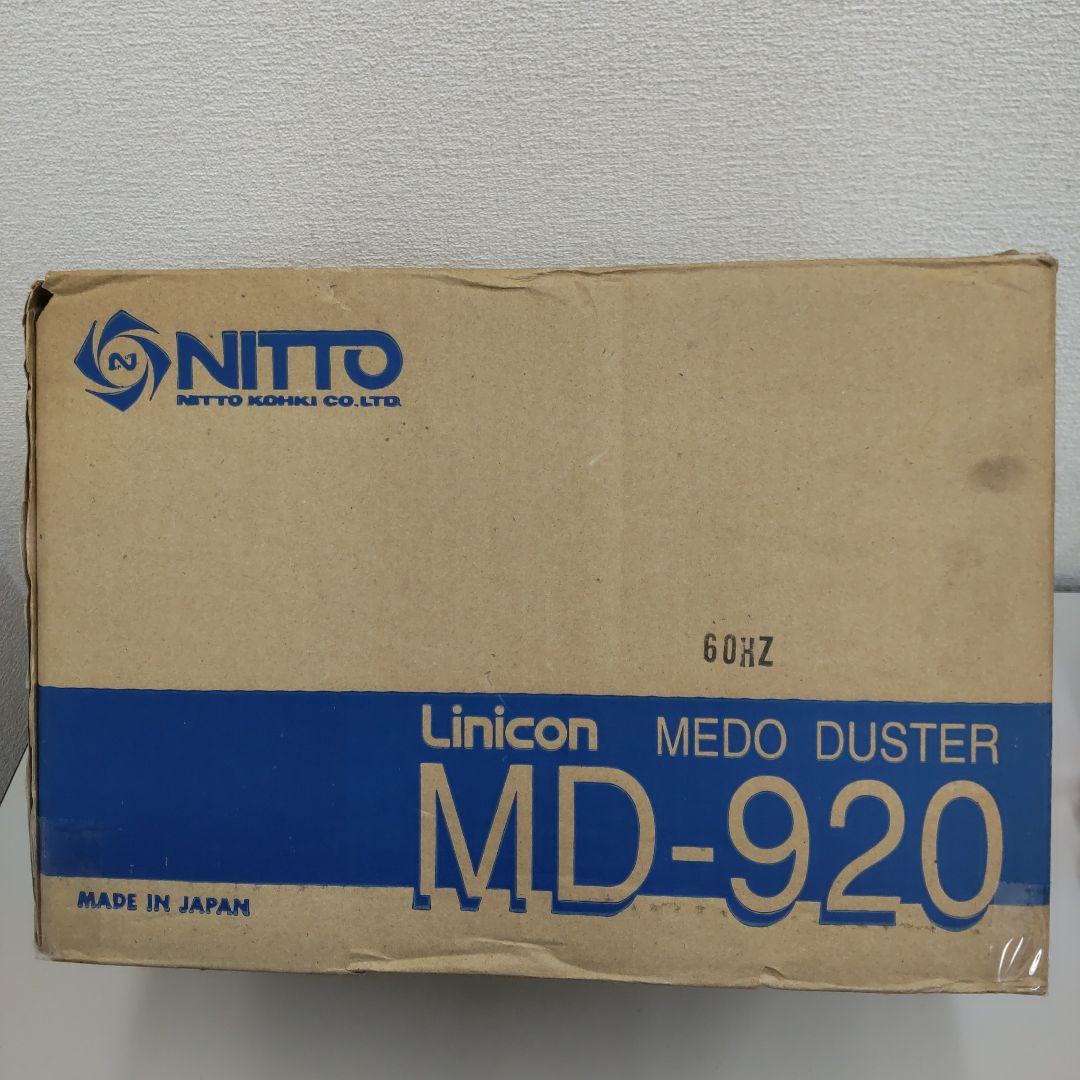 NITTO
NITTO KOHKI CO.,LTD.
60HZ
Linicon MEDO DUSTER
MD-920
MADE IN JAPAN